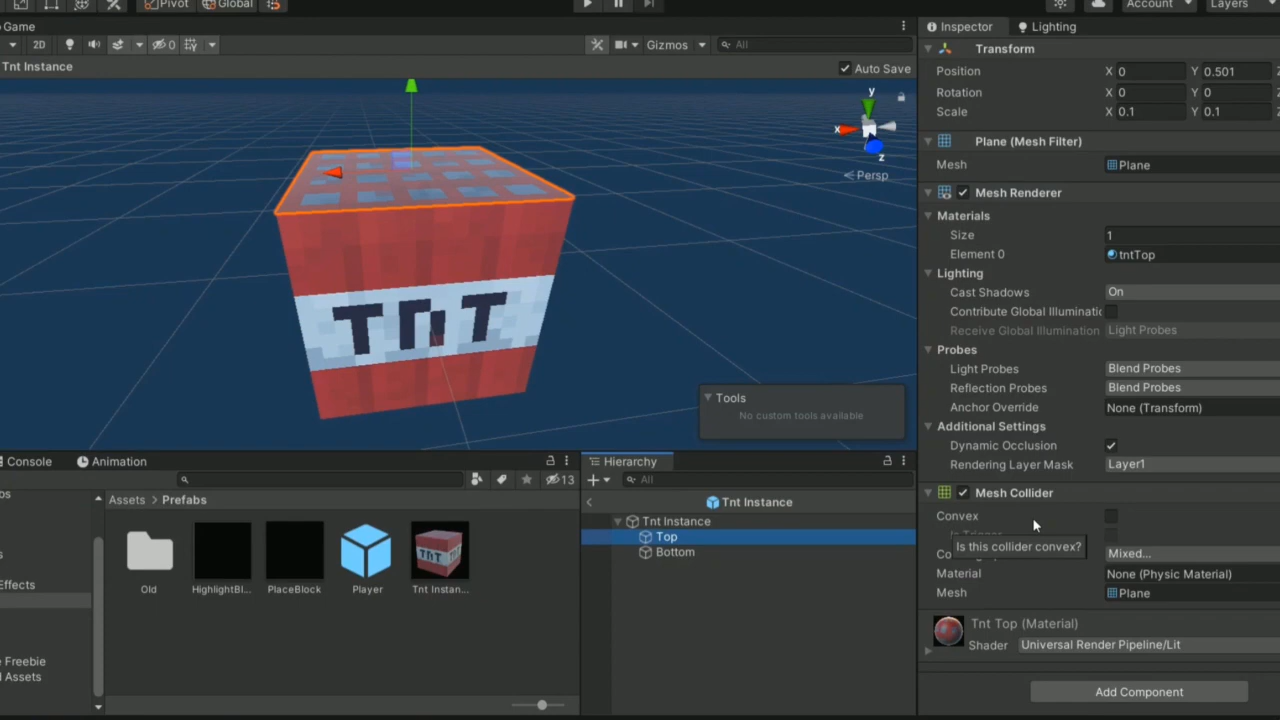 Pivot Global Account Layers
Game Inspector Lighting
2D 0 Gizmos All
Tnt Instance Auto Save
Transform
Position X 0 Y 0.501 Z
Rotation X 0 Y 0 Z
Scale X 0.1 Y 0.1 Z
Plane (Mesh Filter)
Mesh Plane
Mesh Renderer
Materials
Size 1
Element 0 tntTop
Lighting
Cast Shadows On
Contribute Global Illuminatic
Receive Global Illumination Light Probes
Probes
Light Probes Blend Probes
Reflection Probes Blend Probes
Anchor Override None (Transform)
Additional Settings
Dynamic Occlusion
Rendering Layer Mask Layer1
Mesh Collider
Convex
Is this collider convex?
Mixed...
Material None (Physic Material)
Mesh Plane
Tnt Top (Material)
Shader Universal Render Pipeline/Lit
Add Component
y
x
z
Persp
TNT
Tools
No custom tools available
Console Animation
13
Assets > Prefabs
Effects
Freebie
Assets
Old HighlightBl... PlaceBlock Player Tnt Instan...
TNT
Hierarchy
All
Tnt Instance
Tnt Instance
Top
Bottom